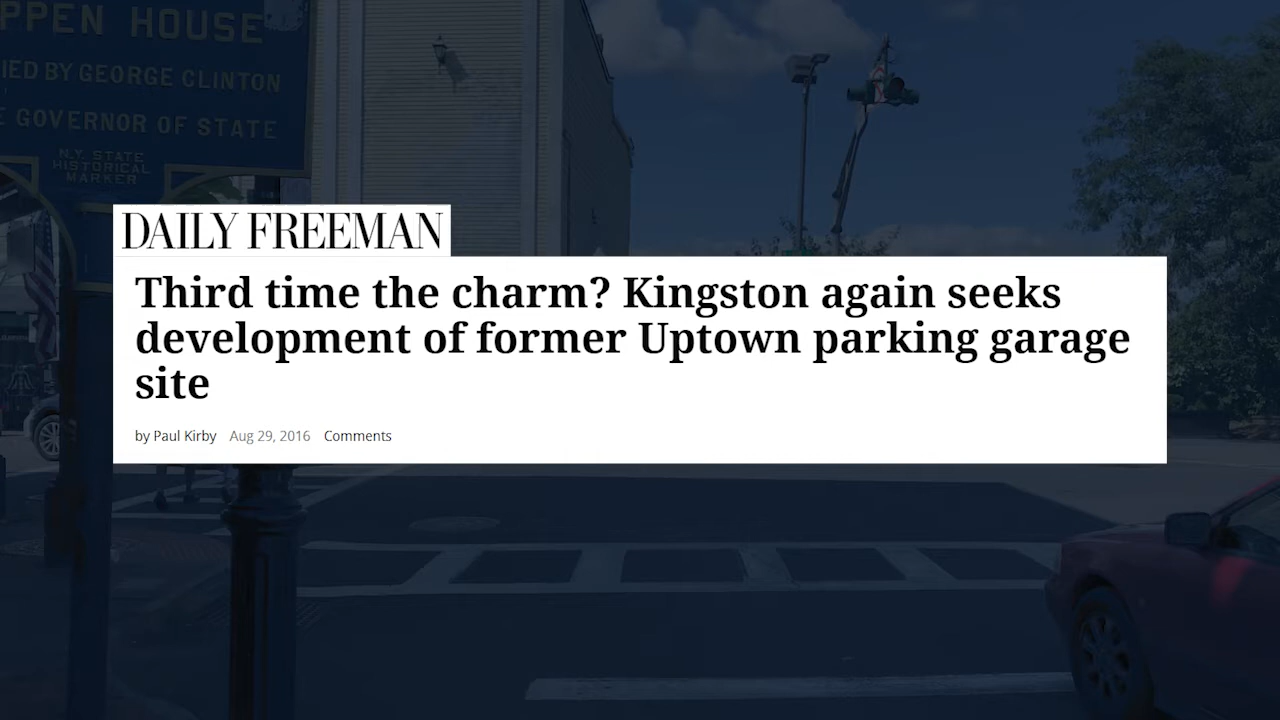 PPEN HOUSE
IED BY GEORGE CLINTON
GOVERNOR OF STATE
N.Y. STATE
HISTORICAL
MARKER
DAILY FREEMAN
Third time the charm? Kingston again seeks
development of former Uptown parking garage
site
by Paul Kirby Aug 29, 2016 Comments